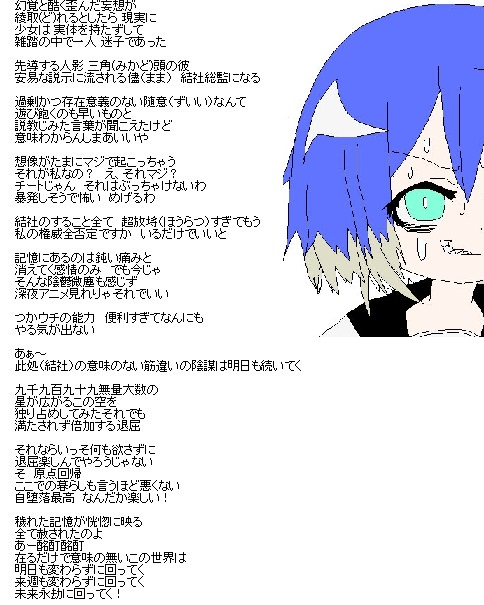 幻覚と酷く歪んだ妄想が
綾取(ど)れるとしたら 現実に
少女は 実体を持たずして
雑踏の中で一人 迷子であった
先導する人影 三角(みかど)頭の彼
安易な説示に流される儘(まま) 結社総監になる
過剰かつ存在意義のない随意(ずいい)なんて
遊び飽くのも早いものと
説教じみた言葉が聞こえたけど
意味わからんしまあいいや
想像がたまにマジで起こっちゃう
それが私なの? え、それマジ?
チートじゃん それはぶっちゃけないわ
暴発しそうで怖い めげるわ
結社のすること全て 超放埓(ほうらつ)すぎてもう
私の権威全否定ですか いるだけでいいと
記憶にあるのは鈍い痛みと
消えてく感情のみ でも今じゃ
そんな陰鬱微塵も感じず
深夜アニメ見れりゃそれでいい
つかウチの能力 便利すぎてなんにも
やる気が出ない
あぁ~
此処(結社)の意味のない筋違いの陰謀は明日も続いてく
九千九百九十九無量大数の
星が広がるこの空を
独り占めしてみたそれでも
満たされず倍加する退屈
それならいっそ何も欲さずに
退屈楽しんでやろうじゃない
そ 原点回帰
ここでの暮らしも言うほど悪くない
自堕落最高 なんだか楽しい!
穢れた記憶が恍惚に映る
全て赦されたのよ
あー酩酊酩酊
在るだけで意味の無いこの世界は
明日も変わらずに回ってく
来週も変わらずに回ってく
未来永劫に回ってく!